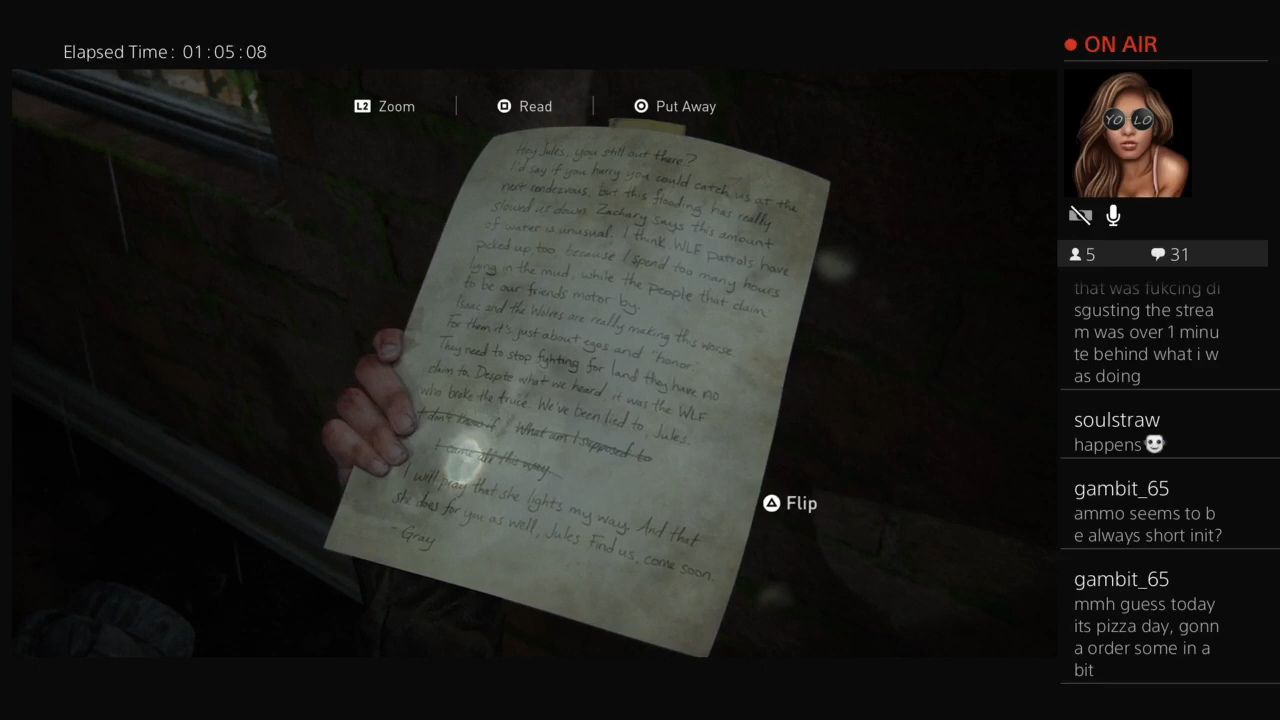 Elapsed Time: 01:05:08
L2 Zoom
Read
Put Away
Hey Jules, you still out there?
I'd say if you hurry you could catch us at the
next rendezvous, but this flooding has really
slowed us down. Zachary says this amount
of water is unusual. I think WLF patrols have
picked up too, because I spend too many hours
lying in the mud, while the people that claim
to be our friends motor by.
Isaac and the Wolves are really making this worse
For them it's just about egos and "honor."
They need to stop fighting for land they have no
claim to. Despite what we heard, it was the WLF
who broke the truce. We've been lied to, Jules.
I don't know if What am I supposed to
I came all this way
I will pray that she lights my way. And that
she does for you as well, Jules. Find us, come soon.
- Gray
Flip
ON AIR
YO LO
5
31
that was fukcing di
sgusting the strea
m was over 1 minu
te behind what i w
as doing
soulstraw
happens
gambit_65
ammo seems to b
e always short init?
gambit_65
mmh guess today
its pizza day, gonn
a order some in a
bit